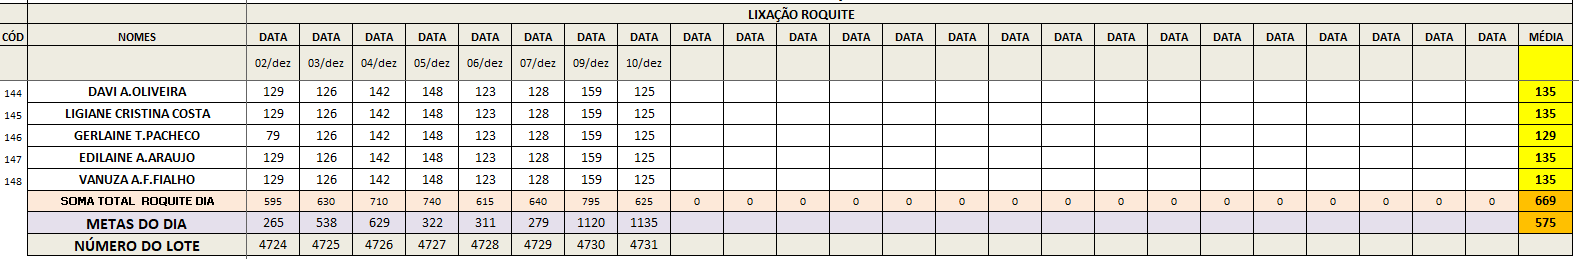 LIXAÇÃO ROQUITE
CÓD NOMES DATA DATA DATA DATA DATA DATA DATA DATA DATA DATA DATA DATA DATA DATA DATA DATA DATA DATA DATA DATA DATA DATA DATA DATA MÉDIA
02/dez 03/dez 04/dez 05/dez 06/dez 07/dez 09/dez 10/dez
144 DAVI A.OLIVEIRA 129 126 142 148 123 128 159 125 135
145 LIGIANE CRISTINA COSTA 129 126 142 148 123 128 159 125 135
146 GERLAINE T.PACHECO 79 126 142 148 123 128 159 125 129
147 EDILAINE A.ARAUJO 129 126 142 148 123 128 159 125 135
148 VANUZA A.F.FIALHO 129 126 142 148 123 128 159 125 135
SOMA TOTAL ROQUITE DIA 595 630 710 740 615 640 795 625 0 0 0 0 0 0 0 0 0 0 0 0 0 0 0 0 669
METAS DO DIA 265 538 629 322 311 279 1120 1135 575
NÚMERO DO LOTE 4724 4725 4726 4727 4728 4729 4730 4731